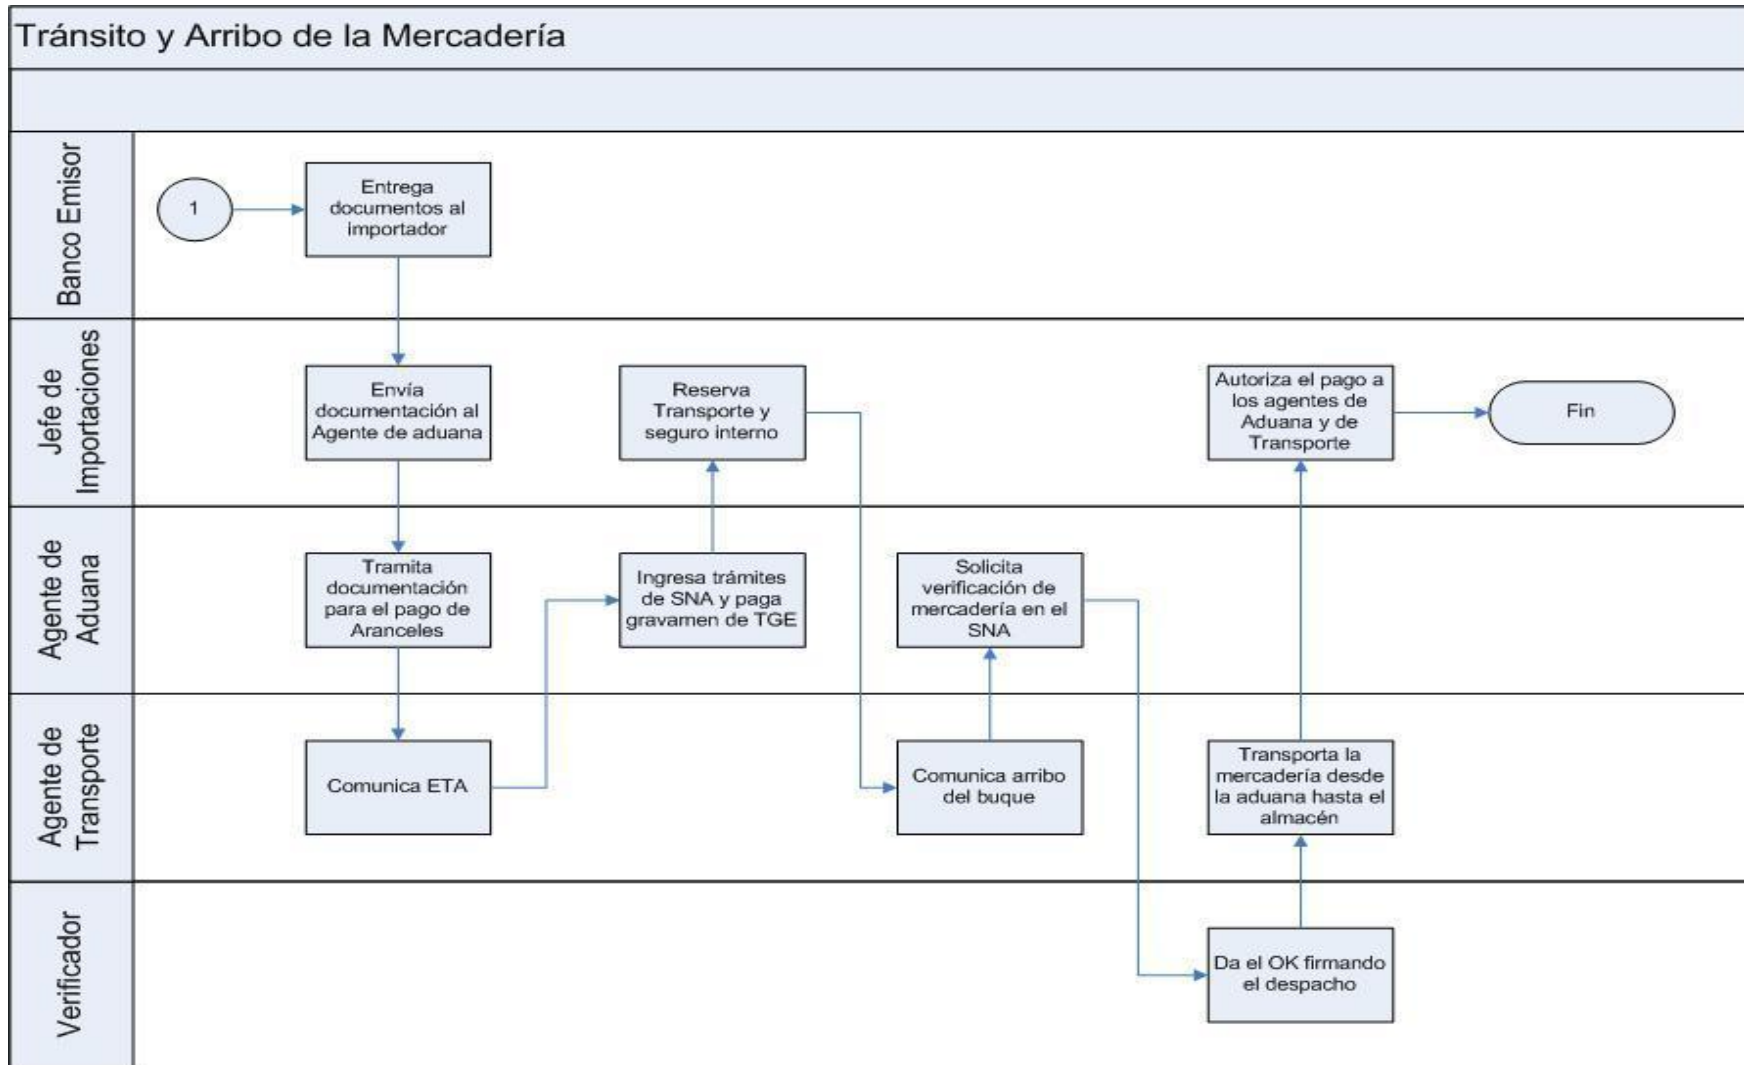 Tránsito y Arribo de la Mercadería
Banco Emisor
1
Entrega
documentos al
importador
Jefe de
Importaciones
Envía
documentación al
Agente de aduana
Reserva
Transporte y
seguro interno
Autoriza el pago a
los agentes de
Aduana y de
Transporte
Fin
Agente de
Aduana
Tramita
documentación
para el pago de
Aranceles
Ingresa trámites
de SNA y paga
gravamen de TGE
Solicita
verificación de
mercadería en el
SNA
Agente de
Transporte
Comunica ETA
Comunica arribo
del buque
Transporta la
mercadería desde
la aduana hasta el
almacén
Verificador
Da el OK firmando
el despacho